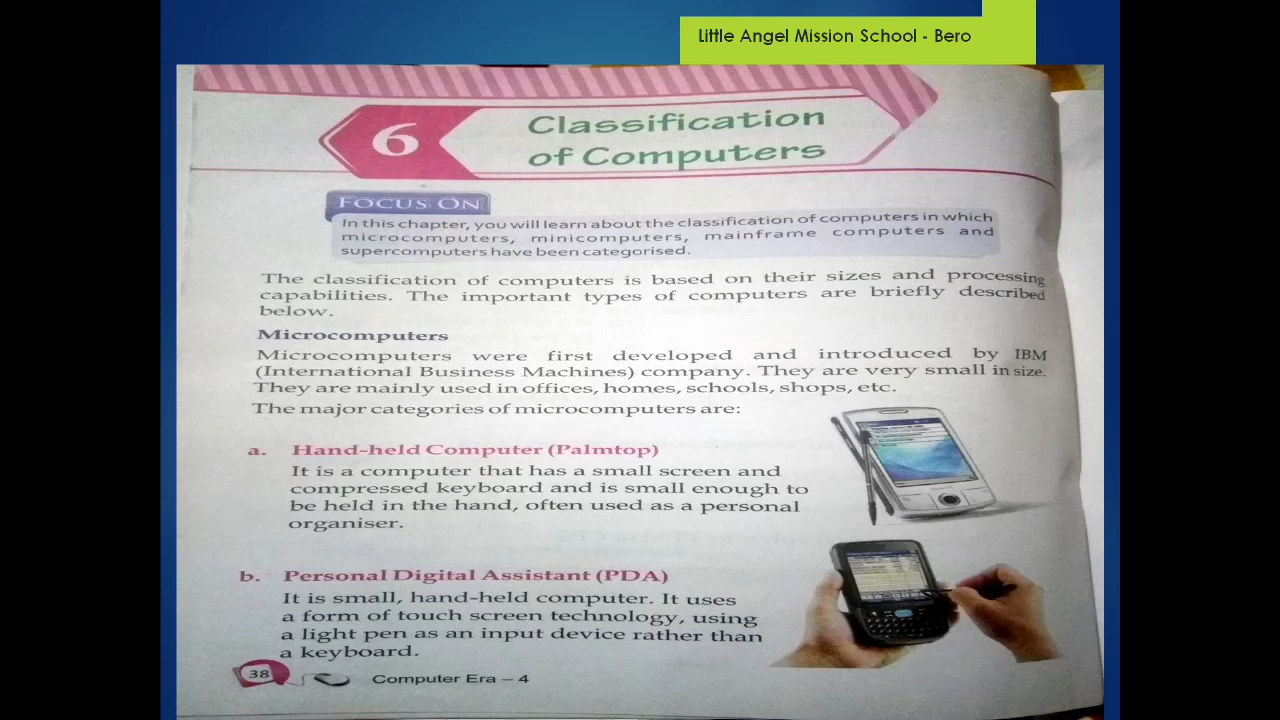 Little Angel Mission School - Bero
6
Classification
of Computers
FOCUS ON
In this chapter, you will learn about the classification of computers in which
microcomputers, minicomputers, mainframe computers and
supercomputers have been categorised.
The classification of computers is based on their sizes and processing
capabilities. The important types of computers are briefly described
below.
Microcomputers
Microcomputers were first developed and introduced by IBM
(International Business Machines) company. They are very small in size.
They are mainly used in offices, homes, schools, shops, etc.
The major categories of microcomputers are:
a. Hand-held Computer (Palmtop)
It is a computer that has a small screen and
compressed keyboard and is small enough to
be held in the hand, often used as a personal
organiser.
b. Personal Digital Assistant (PDA)
It is small, hand-held computer. It uses
a form of touch screen technology, using
a light pen as an input device rather than
a keyboard.
38
Computer Era – 4